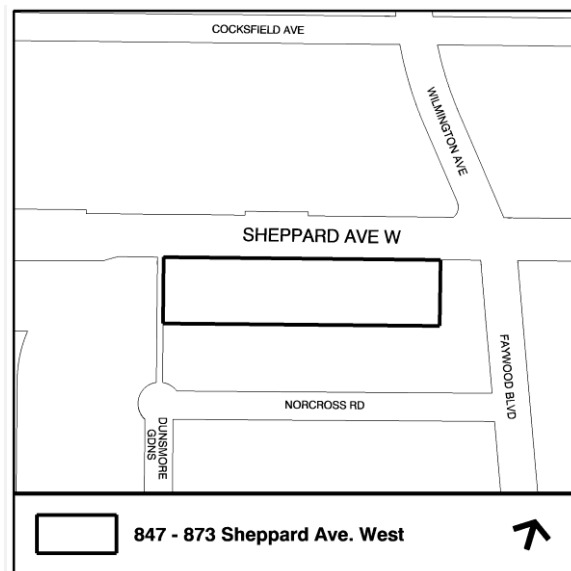 COCKSFIELD AVE
WILMINGTON AVE
SHEPPARD AVE W
FAYWOOD BLVD
NORCROSS RD
DUNSMORE
GDNS
847 - 873 Sheppard Ave. West